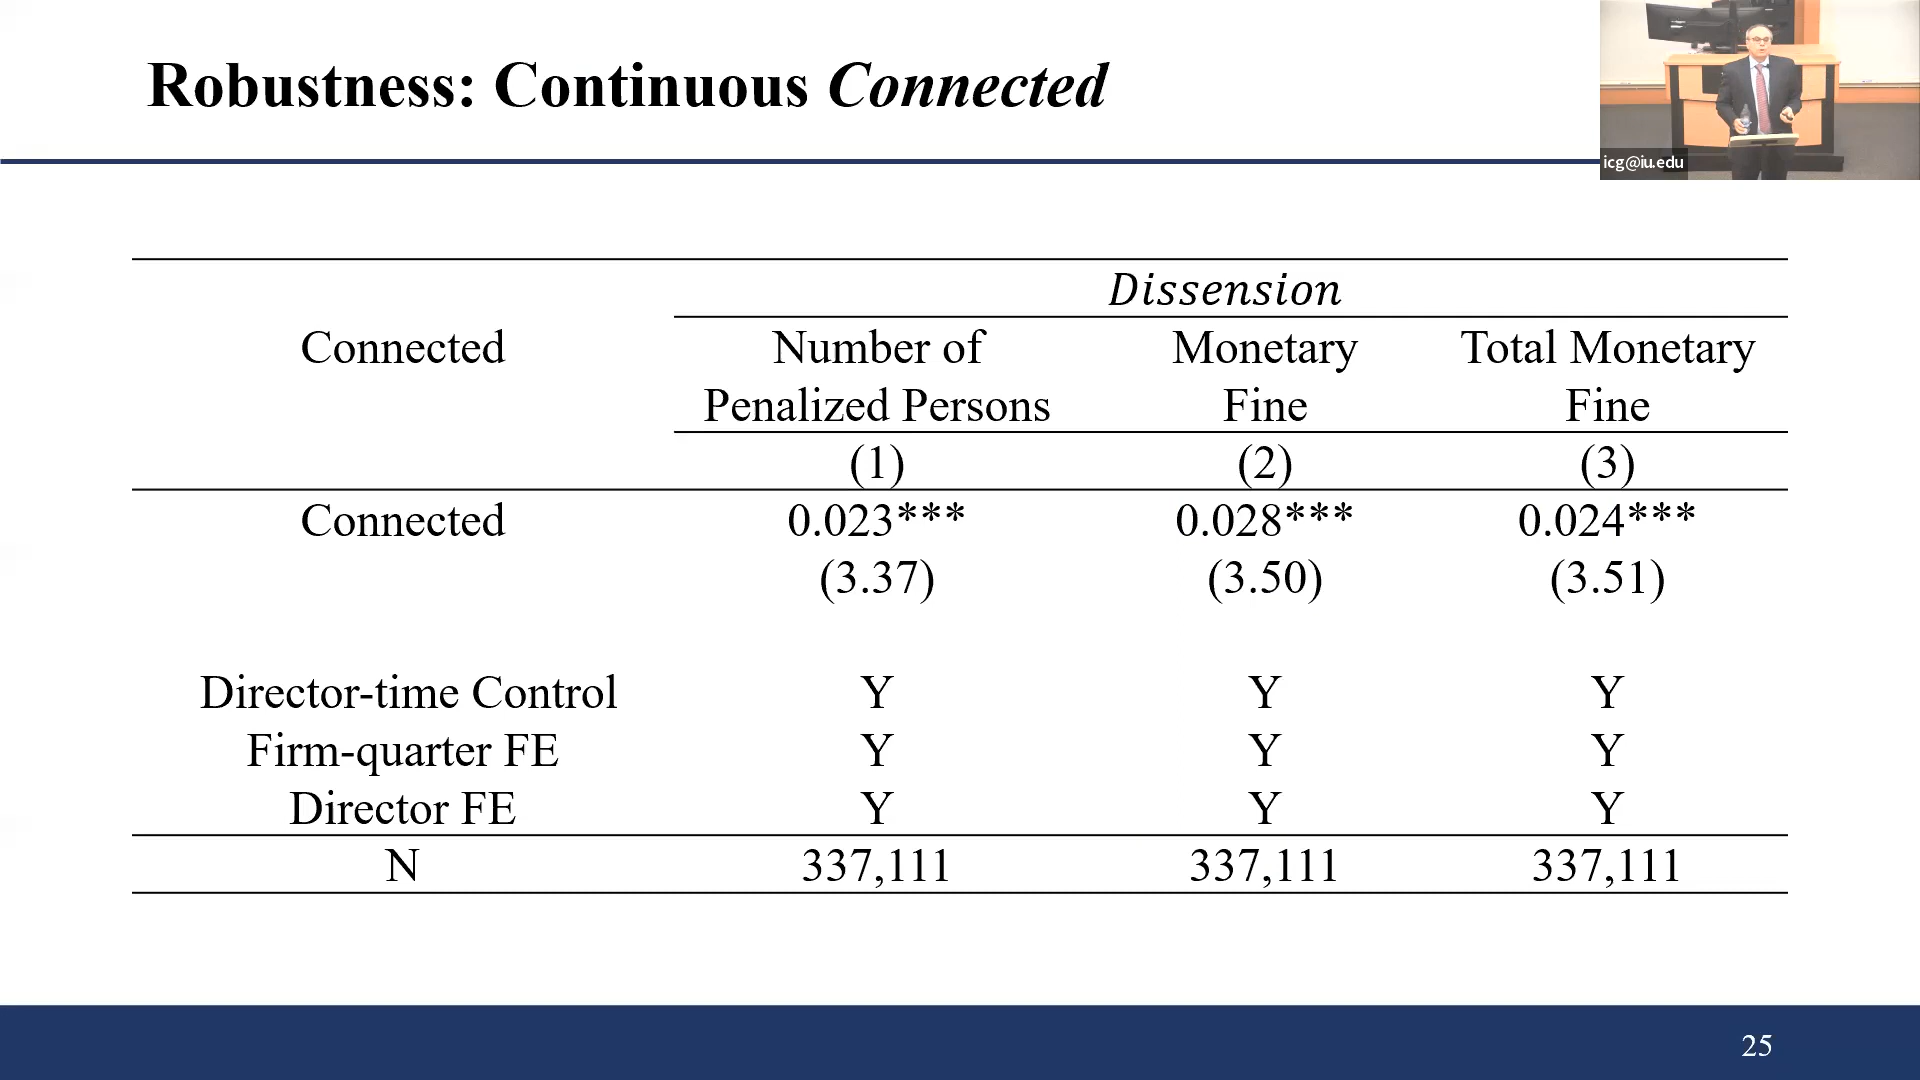 Robustness: Continuous Connected
icg@iu.edu
Dissension
Connected Number of Monetary Total Monetary
Penalized Persons Fine Fine
(1) (2) (3)
Connected 0.023*** 0.028*** 0.024***
(3.37) (3.50) (3.51)
Director-time Control Y Y Y
Firm-quarter FE Y Y Y
Director FE Y Y Y
N 337,111 337,111 337,111
25